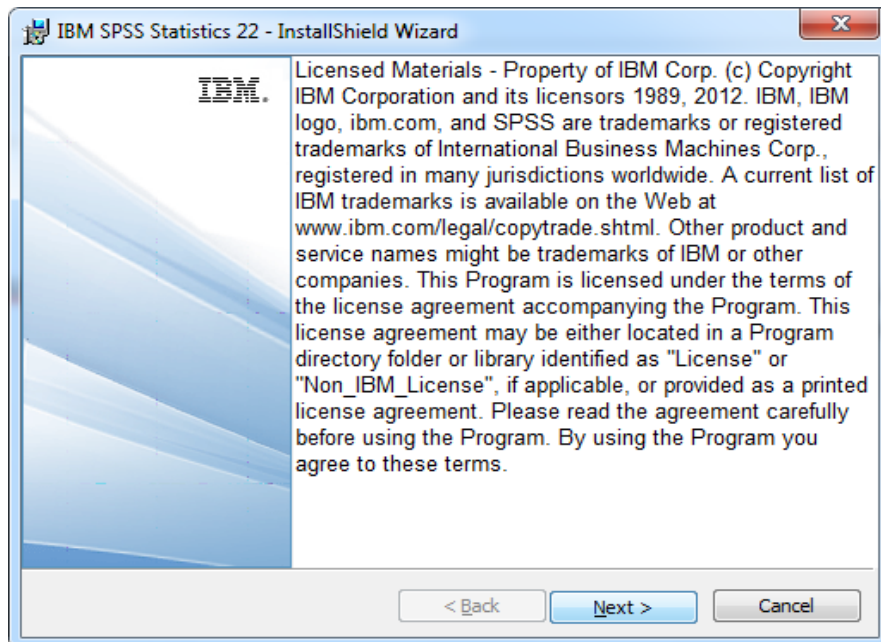 IBM SPSS Statistics 22 - InstallShield Wizard
IBM.
Licensed Materials - Property of IBM Corp. (c) Copyright
IBM Corporation and its licensors 1989, 2012. IBM, IBM
logo, ibm.com, and SPSS are trademarks or registered
trademarks of International Business Machines Corp.,
registered in many jurisdictions worldwide. A current list of
IBM trademarks is available on the Web at
www.ibm.com/legal/copytrade.shtml. Other product and
service names might be trademarks of IBM or other
companies. This Program is licensed under the terms of
the license agreement accompanying the Program. This
license agreement may be either located in a Program
directory folder or library identified as "License" or
"Non_IBM_License", if applicable, or provided as a printed
license agreement. Please read the agreement carefully
before using the Program. By using the Program you
agree to these terms.
< Back Next > Cancel